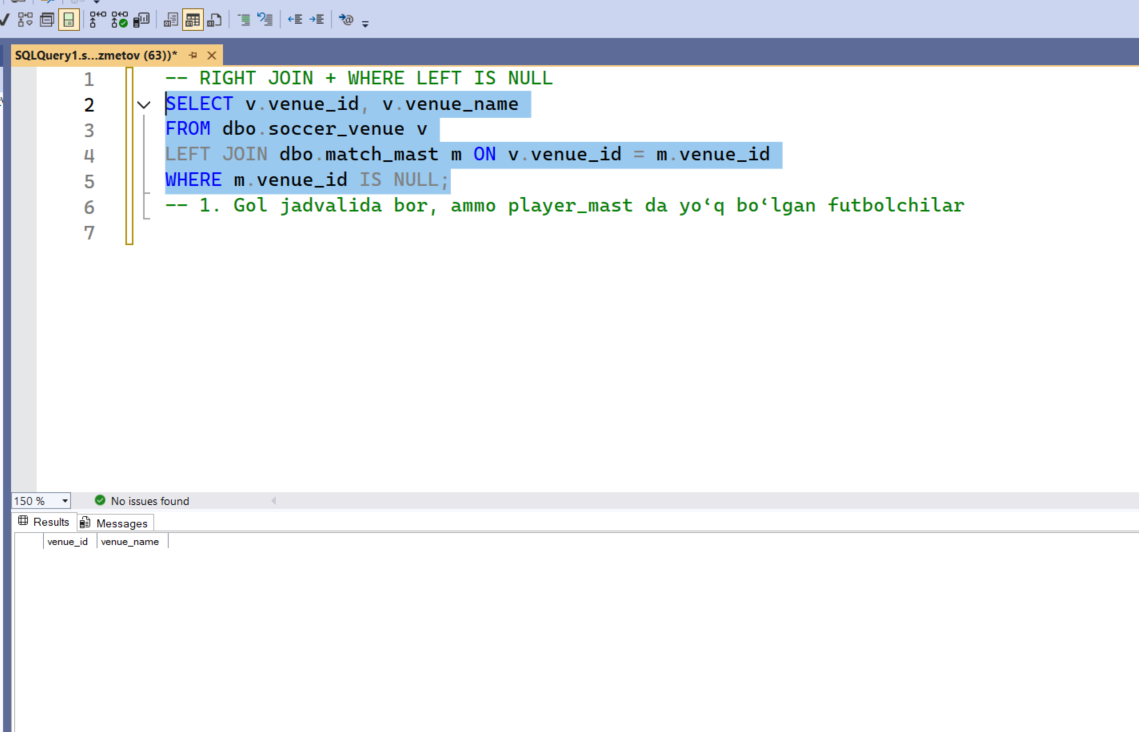 SQLQuery1.s...zmetov (63))*
1 -- RIGHT JOIN + WHERE LEFT IS NULL
2 SELECT v.venue_id, v.venue_name
3 FROM dbo.soccer_venue v
4 LEFT JOIN dbo.match_mast m ON v.venue_id = m.venue_id
5 WHERE m.venue_id IS NULL;
6 -- 1. Gol jadvalida bor, ammo player_mast da yo‘q bo‘lgan futbolchilar
7
150 % No issues found
Results Messages
venue_id venue_name